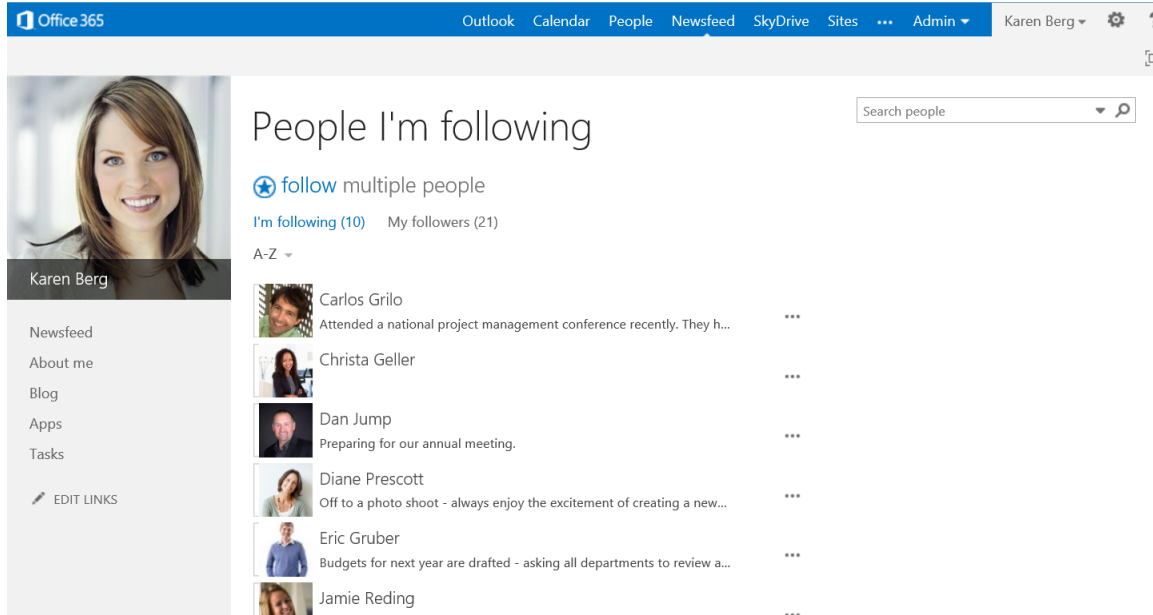 Office 365
Outlook Calendar People Newsfeed SkyDrive Sites ••• Admin Karen Berg
People I'm following
Search people
follow multiple people
I'm following (10) My followers (21)
A-Z
Karen Berg
Newsfeed
About me
Blog
Apps
Tasks
EDIT LINKS
Carlos Grilo
Attended a national project management conference recently. They h...
Christa Geller
Dan Jump
Preparing for our annual meeting.
Diane Prescott
Off to a photo shoot - always enjoy the excitement of creating a new...
Eric Gruber
Budgets for next year are drafted - asking all departments to review a...
Jamie Reding